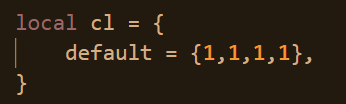 local cl = {
    default = {1,1,1,1},
}